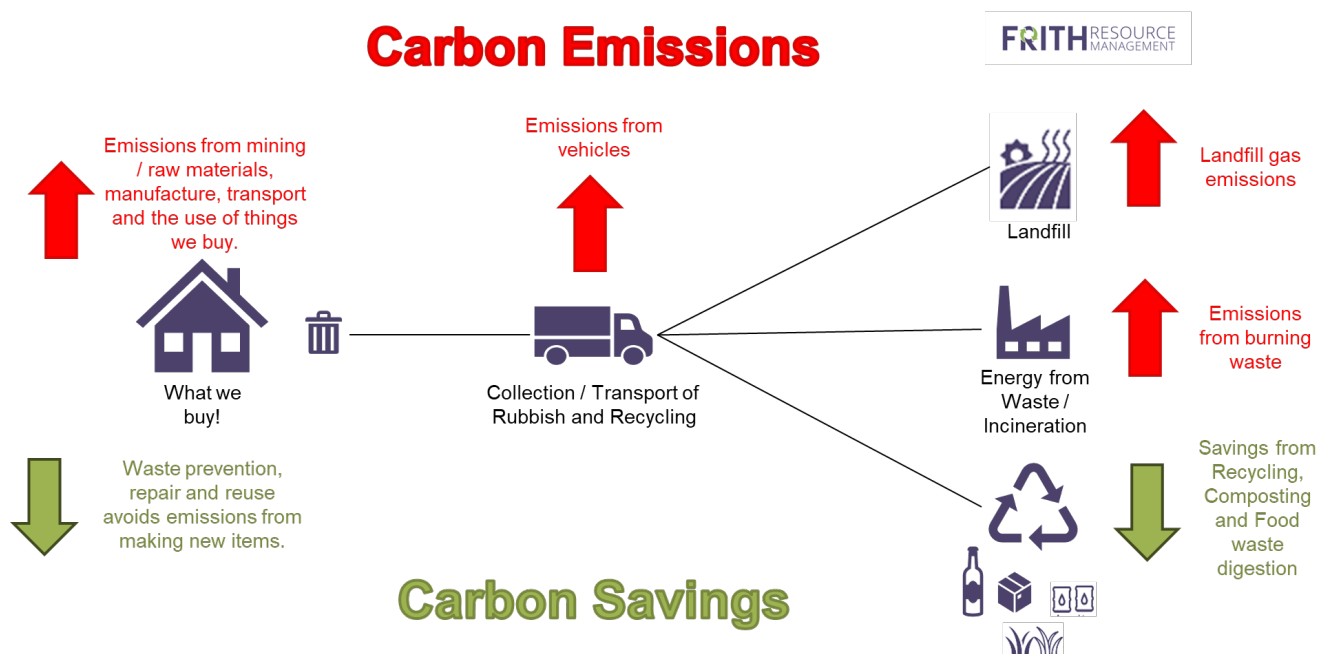 Carbon Emissions
FRITH RESOURCE
MANAGEMENT
Emissions from mining
/ raw materials,
manufacture, transport
and the use of things
we buy.
Emissions from
vehicles
Landfill gas
emissions
Landfill
Emissions
from burning
waste
What we
buy!
Collection / Transport of
Rubbish and Recycling
Energy from
Waste /
Incineration
Waste prevention,
repair and reuse
avoids emissions from
making new items.
Savings from
Recycling,
Composting
and Food
waste
digestion
Carbon Savings